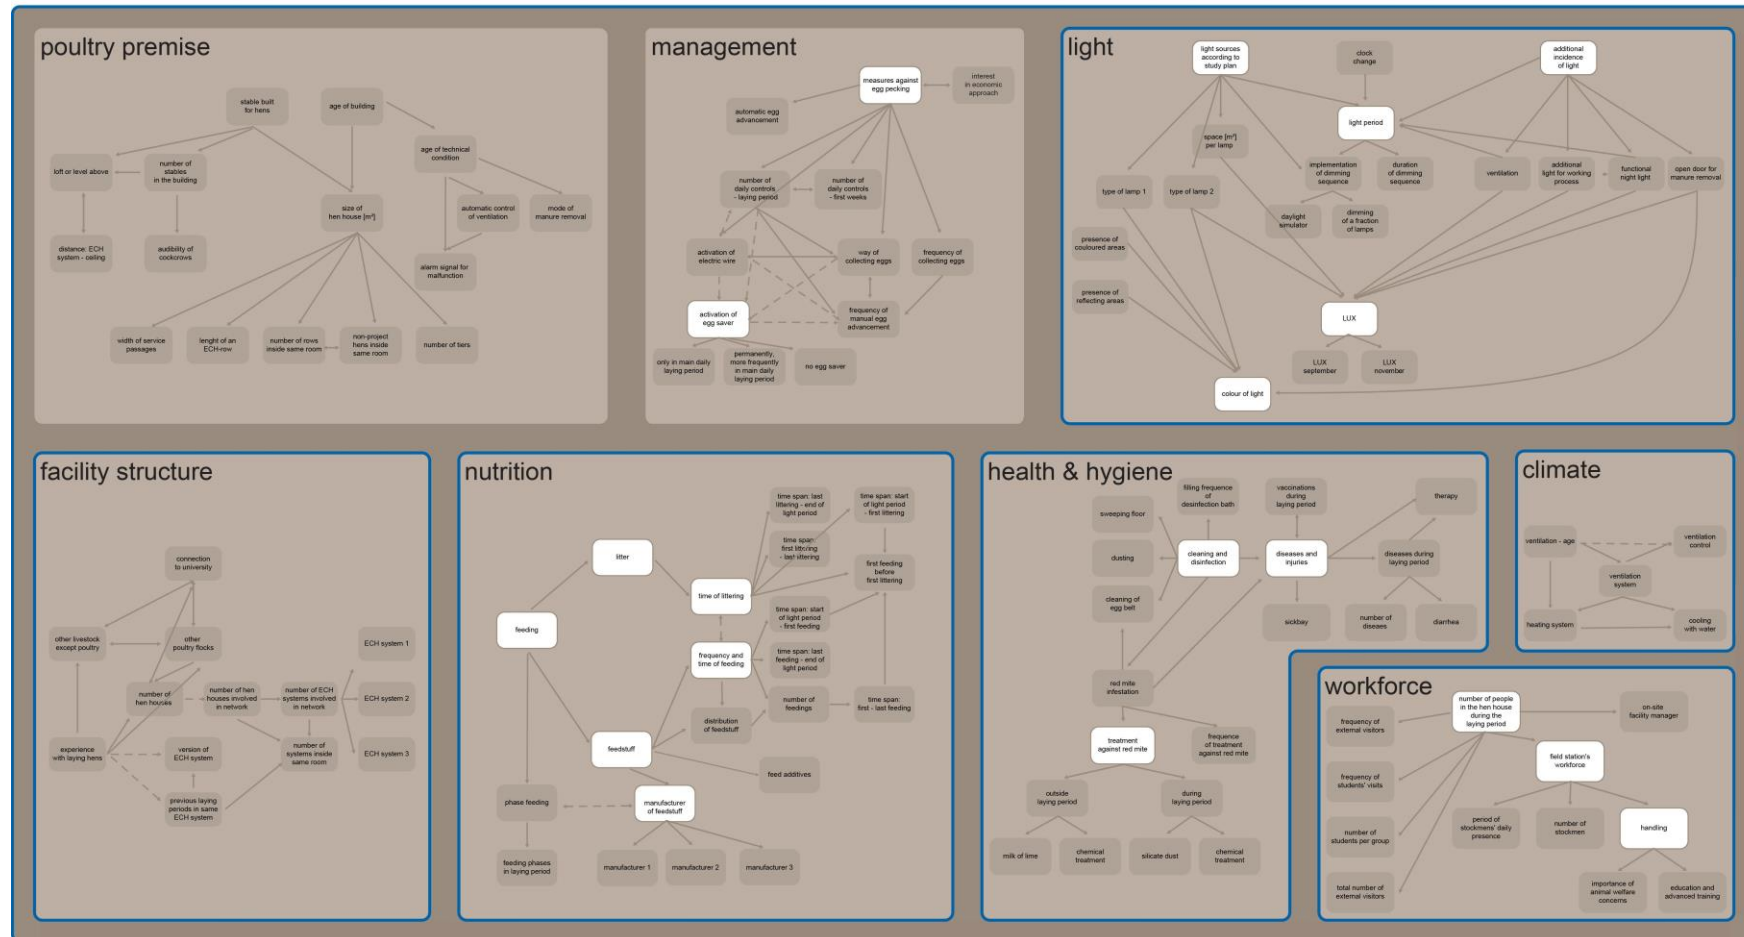 poultry premise
stable built
for hens
age of building
loft or level above
number of
stables
in the building
age of technical
condition
size of
hen house [m²]
automatic control
of ventilation
mode of
manure removal
distance: ECH
system - ceiling
audibility of
cockcrows
alarm signal for
malfunction
width of service
passages
lenght of an
ECH-row
number of rows
inside same room
non-project
hens inside
same room
number of tiers
management
measures against
egg pecking
interest
in economic
approach
automatic egg
advancement
number of
daily controls
- laying period
number of
daily controls
- first weeks
activation of
electric wire
way of
collecting eggs
frequency of
collecting eggs
activation of
egg saver
frequency of
manual egg
advancement
only in main daily
laying period
permanently,
more frequently
in main daily
laying period
no egg saver
light
light sources
according to
study plan
clock
change
additional
incidence
of light
light period
space [m²]
per lamp
type of lamp 1
type of lamp 2
implementation
of dimming
sequence
duration
of dimming
sequence
ventilation
additional
light for working
process
functional
night light
open door for
manure removal
daylight
simulator
dimming
of a fraction
of lamps
presence of
couloured areas
presence of
reflecting areas
LUX
LUX
september
LUX
november
colour of light
facility structure
connection
to university
other livestock
except poultry
other
poultry flocks
ECH system 1
number of
hen houses
number of hen
houses involved
in network
number of ECH
systems involved
in network
ECH system 2
experience
with laying hens
version of
ECH system
number of
systems inside
same room
ECH system 3
previous laying
periods in same
ECH system
nutrition
time span: last
littering - end of
light period
time span: start
of light period
- first littering
litter
time span:
first littering
- last littering
first feeding
before
first littering
time of littering
feeding
time span: start
of light period
- first feeding
frequency and
time of feeding
time span: last
feeding - end of
light period
number of
feedings
time span:
first - last feeding
distribution
of feedstuff
feedstuff
feed additives
phase feeding
manufacturer
of feedstuff
feeding phases
in laying period
manufacturer 1
manufacturer 2
manufacturer 3
health & hygiene
filling frequence
of
desinfection bath
vaccinations
during
laying period
therapy
sweeping floor
dusting
cleaning and
disinfection
diseases and
injuries
diseases during
laying period
cleaning of
egg belt
sickbay
number of
diseaes
diarrhea
red mite
infestation
treatment
against red mite
frequence
of treatment
against red mite
outside
laying period
during
laying period
milk of lime
chemical
treatment
silicate dust
chemical
treatment
climate
ventilation - age
ventilation
control
ventilation
system
heating system
cooling
with water
workforce
number of people
in the hen house
during the
laying period
on-site
facility manager
frequency of
external visitors
field station's
workforce
frequency of
students' visits
number of
students per group
period of
stockmens' daily
presence
number of
stockmen
handling
total number of
external visitors
importance of
animal welfare
concerns
education and
advanced training